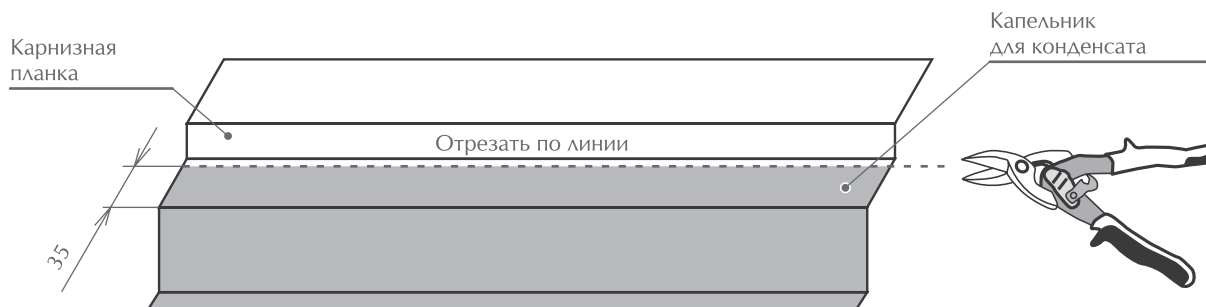 Карнизная
планка
Капельник
для конденсата
Отрезать по линии
35